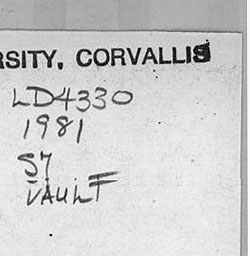 RSITY, CORVALLIS
LD4330
1981
S7
VAULT